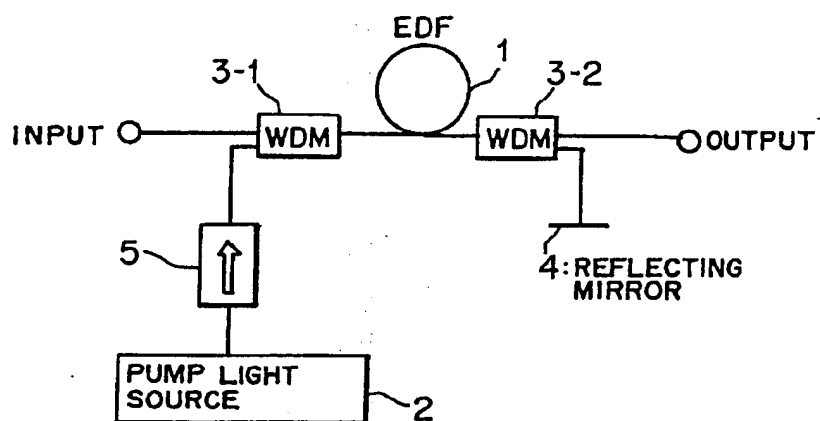 EDF
1
3-1
3-2
INPUT
WDM
WDM
OUTPUT
5
4: REFLECTING
MIRROR
PUMP LIGHT
SOURCE
2